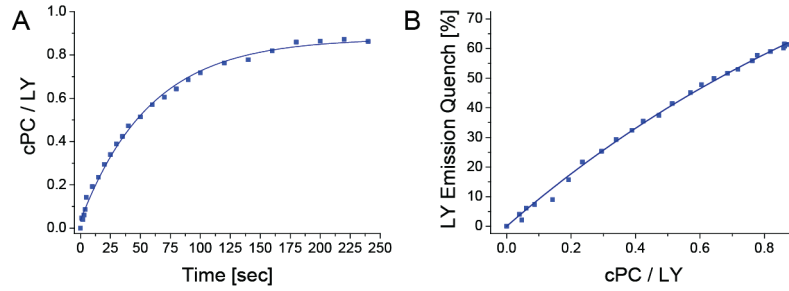 A
cPC / LY
1.0
0.8
0.6
0.4
0.2
0.0
0 25 50 75 100 125 150 175 200 225 250
Time [sec]
B
LY Emission Quench [%]
70
60
50
40
30
20
10
0
0.0 0.2 0.4 0.6 0.8
cPC / LY